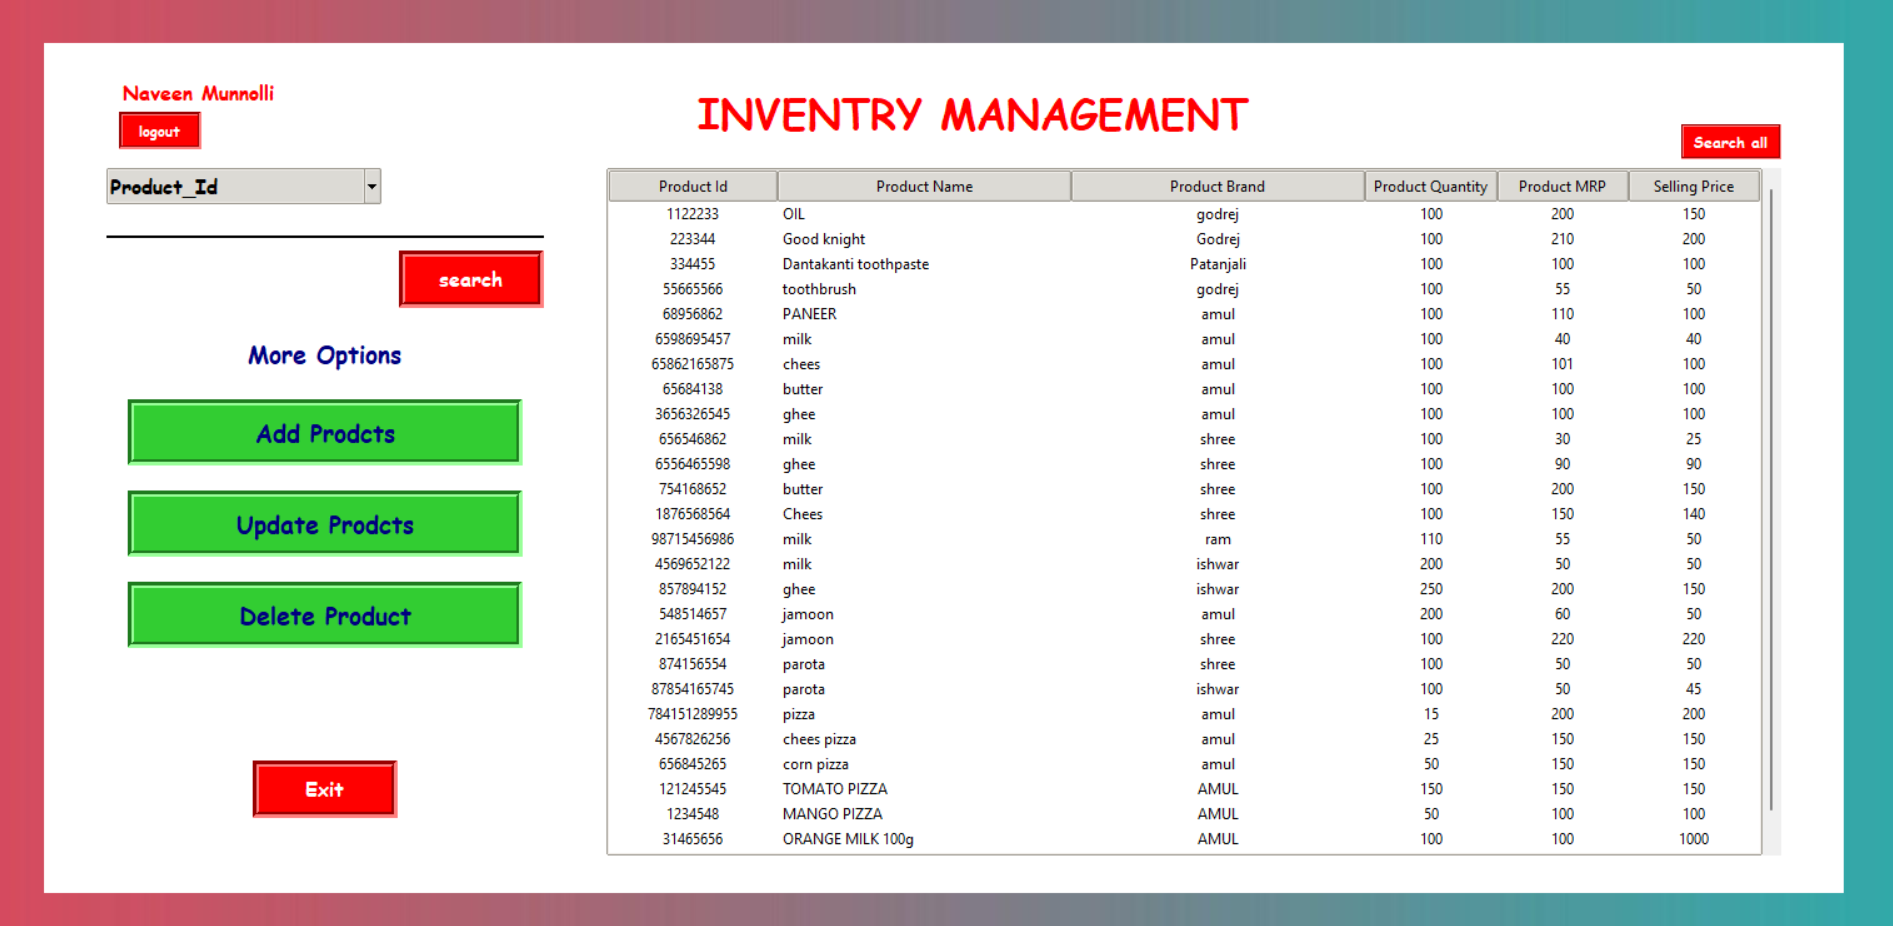 Naveen Munnolli
logout
INVENTRY MANAGEMENT
Search all
Product_Id
search
More Options
Add Prodcts
Update Prodcts
Delete Product
Exit
Product Id Product Name Product Brand Product Quantity Product MRP Selling Price
1122233 OIL godrej 100 200 150
223344 Good knight Godrej 100 210 200
334455 Dantakanti toothpaste Patanjali 100 100 100
55665566 toothbrush godrej 100 55 50
68956862 PANEER amul 100 110 100
6598695457 milk amul 100 40 40
65862165875 chees amul 100 101 100
65684138 butter amul 100 100 100
3656326545 ghee amul 100 100 100
656546862 milk shree 100 30 25
6556465598 ghee shree 100 90 90
754168652 butter shree 100 200 150
1876568564 Chees shree 100 150 140
98715456986 milk ram 110 55 50
4569652122 milk ishwar 200 50 50
857894152 ghee ishwar 250 200 150
548514657 jamoon amul 200 60 50
2165451654 jamoon shree 100 220 220
874156554 parota shree 100 50 50
87854165745 parota ishwar 100 50 45
784151289955 pizza amul 15 200 200
4567826256 chees pizza amul 25 150 150
656845265 corn pizza amul 50 150 150
121245545 TOMATO PIZZA AMUL 150 150 150
1234548 MANGO PIZZA AMUL 50 100 100
31465656 ORANGE MILK 100g AMUL 100 100 1000